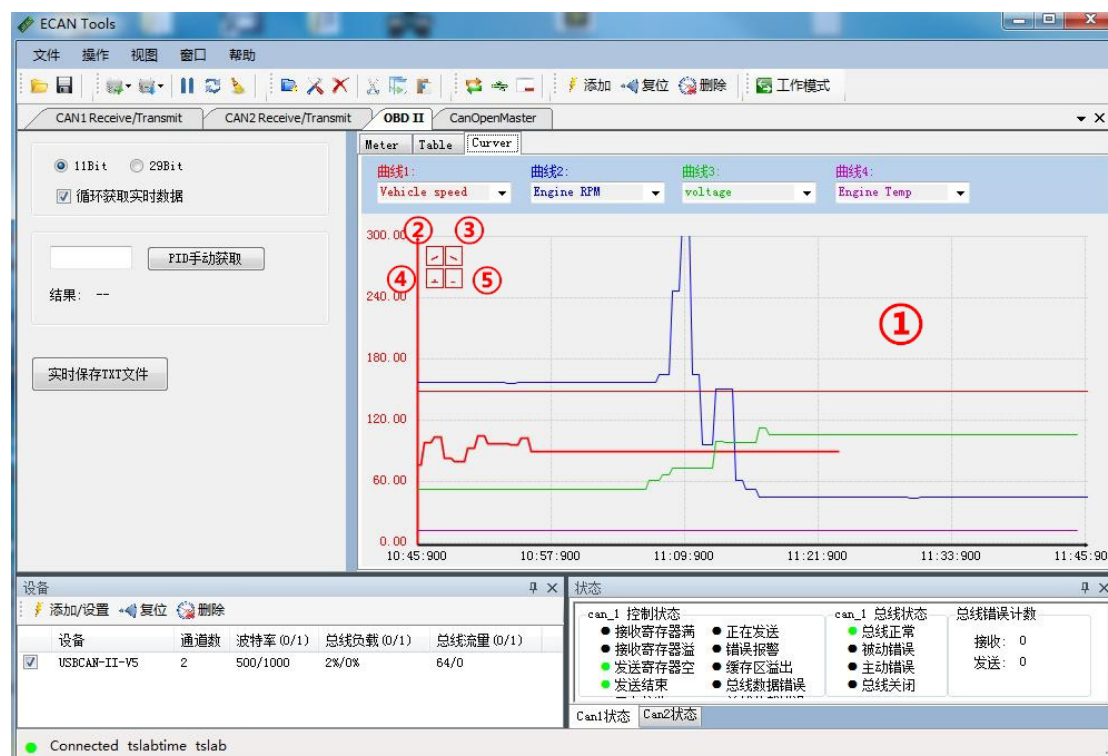 ECAN Tools
文件 操作 视图 窗口 帮助
添加 复位 删除 工作模式
CAN1 Receive/Transmit CAN2 Receive/Transmit OBD II CanOpenMaster
Meter Table Curver
11Bit 29Bit
循环获取实时数据
PID手动获取
结果: --
实时保存TXT文件
曲线1: 曲线2: 曲线3: 曲线4:
Vehicle speed Engine RPM voltage Engine Temp
300.00 ② ③
④ ⑤
240.00
①
180.00
120.00
60.00
0.00
10:45:900 10:57:900 11:09:900 11:21:900 11:33:900 11:45:90
设备
添加/设置 复位 删除
设备 通道数 波特率(0/1) 总线负载(0/1) 总线流量(0/1)
USBCAN-II-V5 2 500/1000 2%/0% 64/0
状态
can_1 控制状态 can_1 总线状态 总线错误计数
接收寄存器满 正在发送 总线正常 接收: 0
接收寄存器溢 错误报警 被动错误 发送: 0
发送寄存器空 缓存区溢出 主动错误
发送结束 总线数据错误 总线关闭
Can1状态 Can2状态
Connected tslabtime tslab